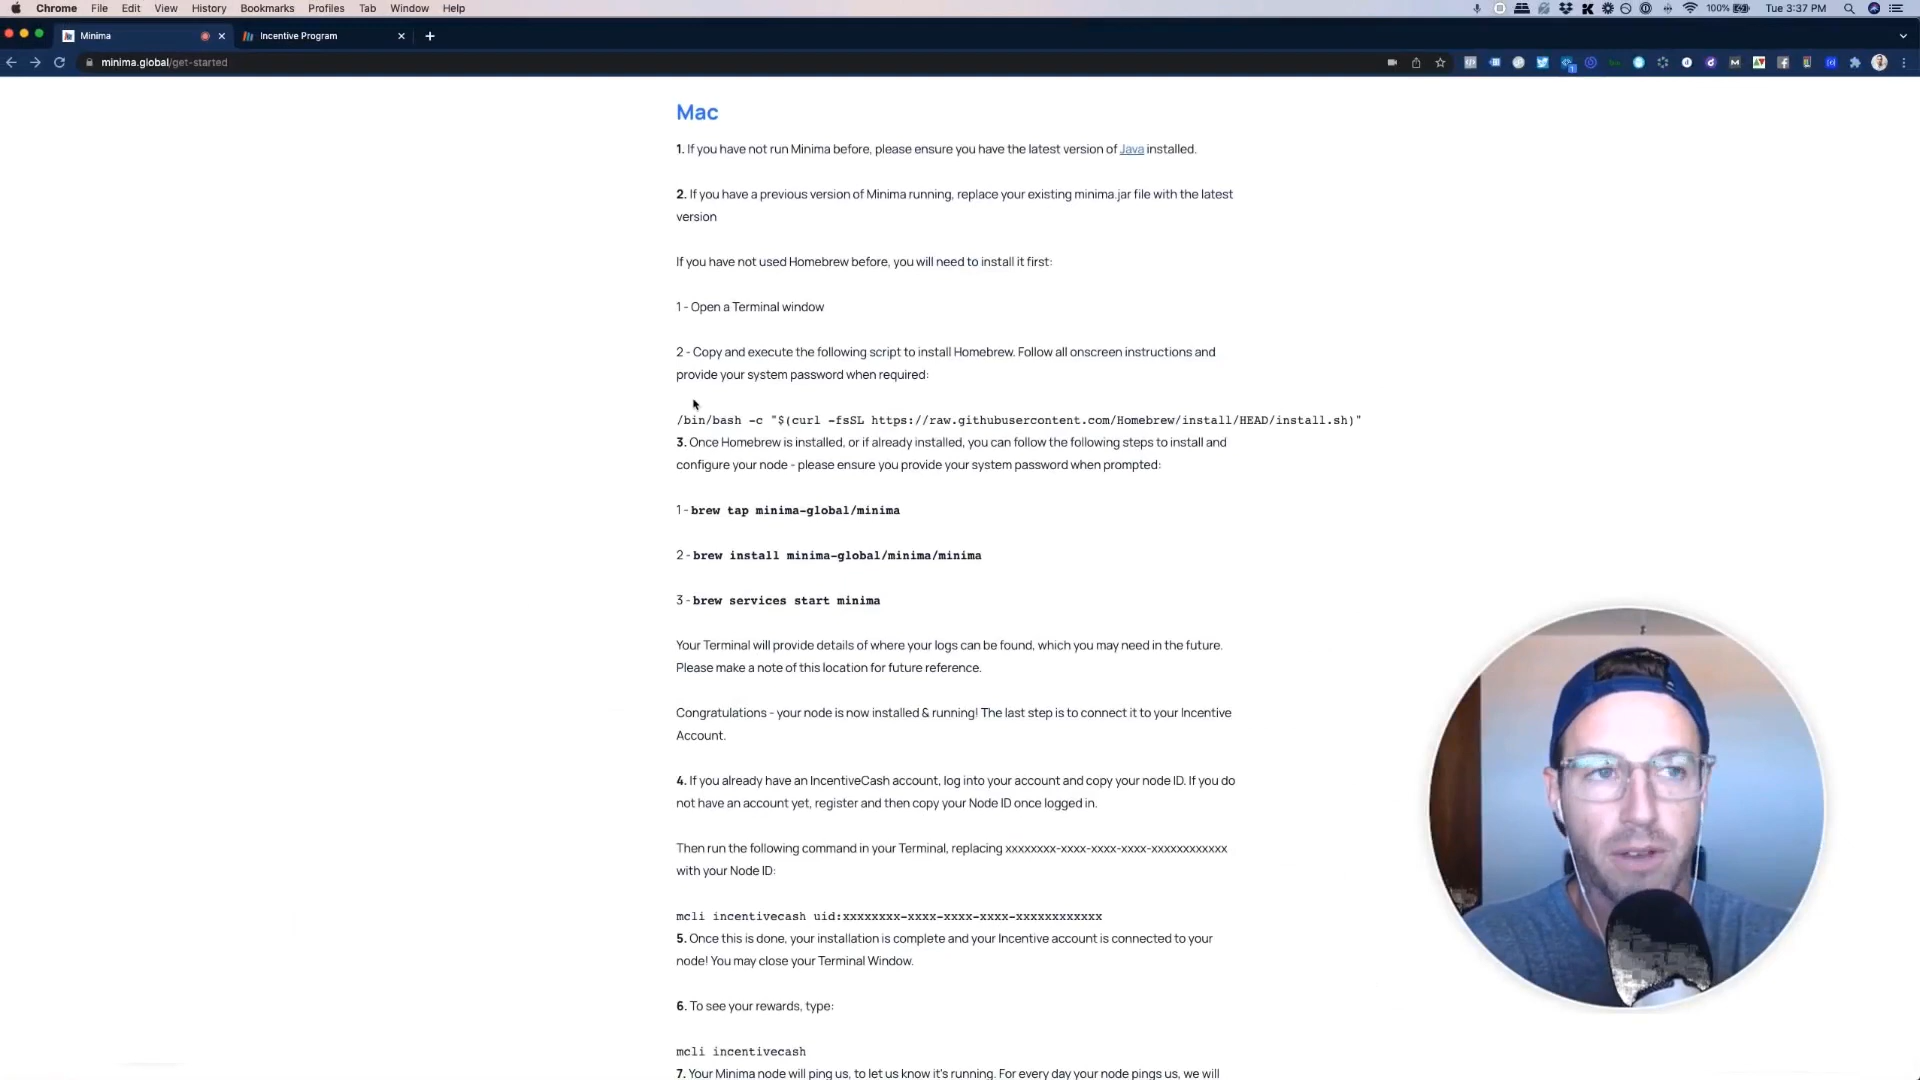 Chrome File Edit View History Bookmarks Profiles Tab Window Help
100% Tue 3:37 PM
Minima
Incentive Program
minima.global/get-started
Mac
1. If you have not run Minima before, please ensure you have the latest version of Java installed.
2. If you have a previous version of Minima running, replace your existing minima.jar file with the latest
version
If you have not used Homebrew before, you will need to install it first:
1 - Open a Terminal window
2 - Copy and execute the following script to install Homebrew. Follow all onscreen instructions and
provide your system password when required:
/bin/bash -c "$(curl -fsSL https://raw.githubusercontent.com/Homebrew/install/HEAD/install.sh)"
3. Once Homebrew is installed, or if already installed, you can follow the following steps to install and
configure your node - please ensure you provide your system password when prompted:
1 - brew tap minima-global/minima
2 - brew install minima-global/minima/minima
3 - brew services start minima
Your Terminal will provide details of where your logs can be found, which you may need in the future.
Please make a note of this location for future reference.
Congratulations - your node is now installed & running! The last step is to connect it to your Incentive
Account.
4. If you already have an IncentiveCash account, log into your account and copy your node ID. If you do
not have an account yet, register and then copy your Node ID once logged in.
Then run the following command in your Terminal, replacing xxxxxxxx-xxxx-xxxx-xxxx-xxxxxxxxxxxx
with your Node ID:
mcli incentivecash uid:xxxxxxxx-xxxx-xxxx-xxxx-xxxxxxxxxxxx
5. Once this is done, your installation is complete and your Incentive account is connected to your
node! You may close your Terminal Window.
6. To see your rewards, type:
mcli incentivecash
7. Your Minima node will ping us, to let us know it's running. For every day your node pings us, we will